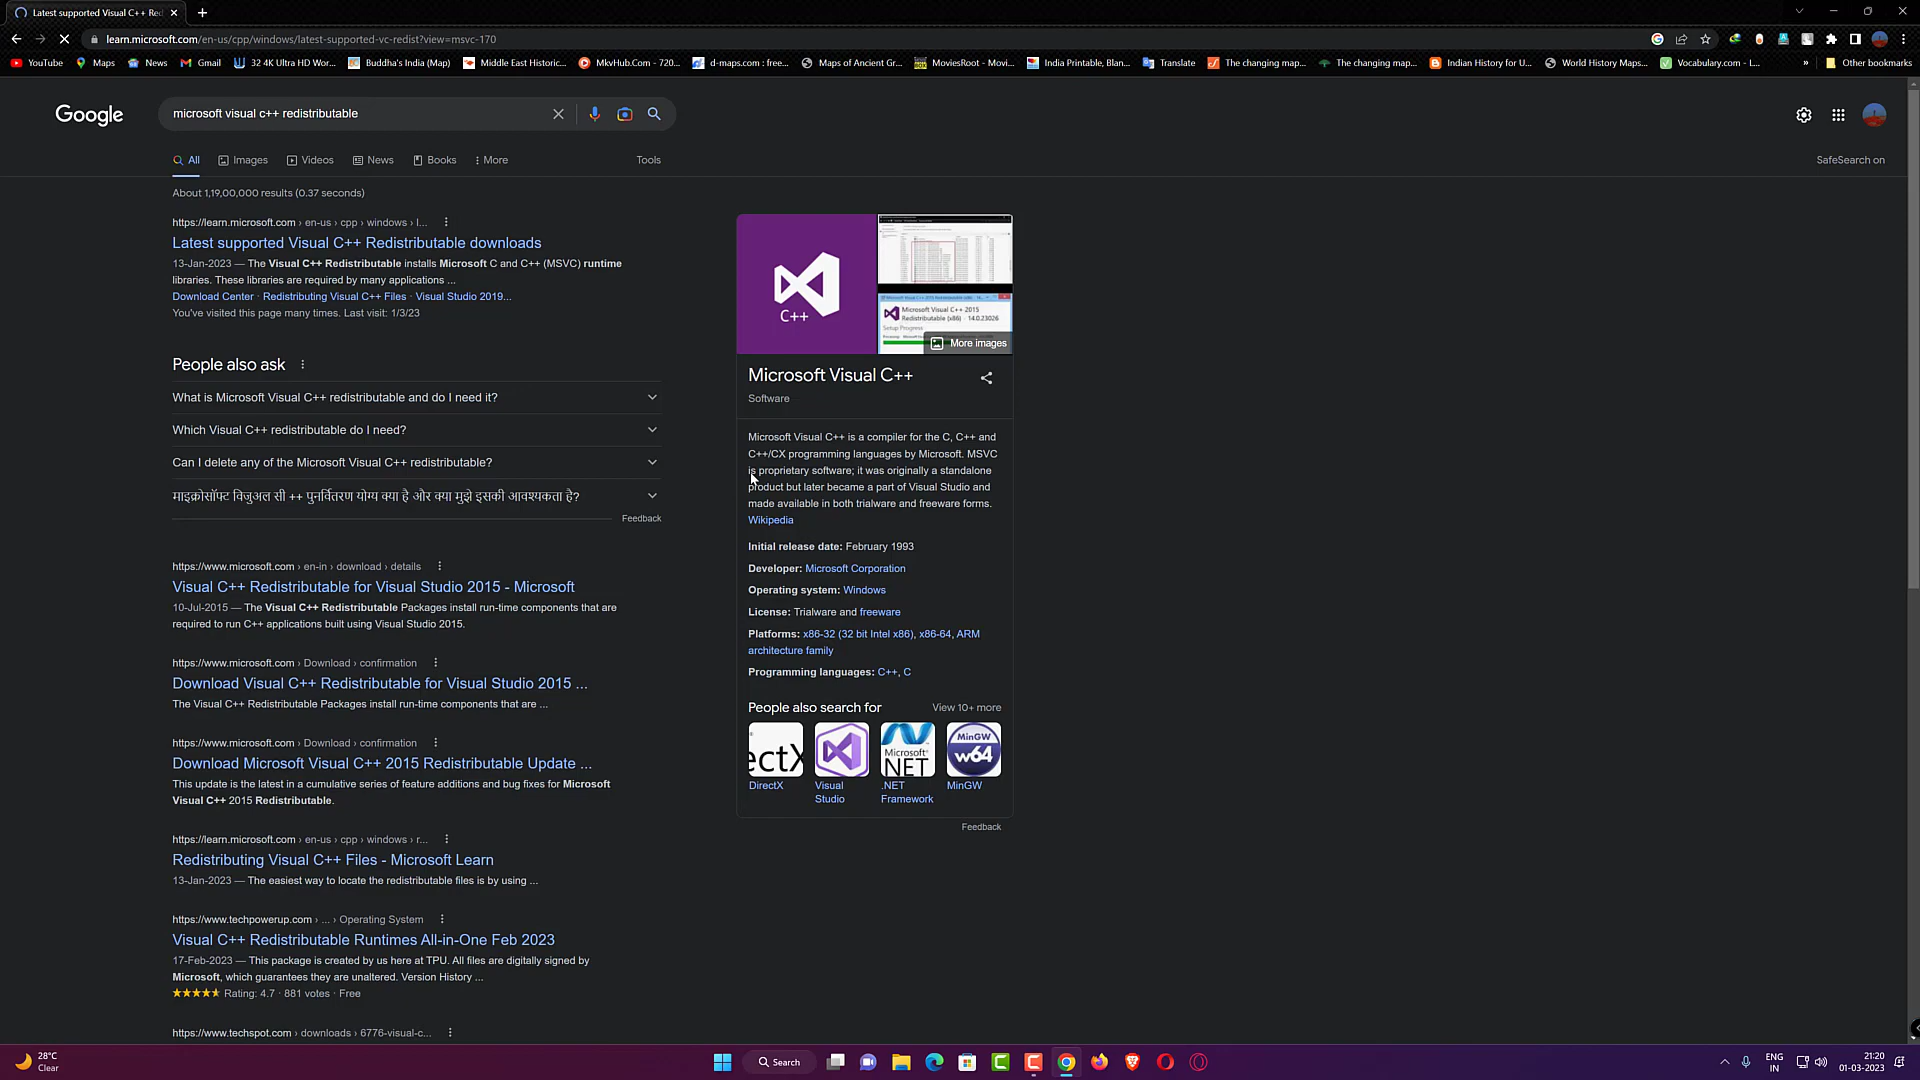 Latest supported Visual C++ Red
learn.microsoft.com/en-us/cpp/windows/latest-supported-vc-redist?view=msvc-170
YouTube Maps News Gmail 32 4K Ultra HD Wor... Buddha's India (Map) Middle East Historic... MkvHub.Com - 720... d-maps.com : free... Maps of Ancient Gr... MoviesRoot - Movi... India Printable, Blan... Translate The changing map... The changing map... Indian History for U... World History Maps... Vocabulary.com - L... » Other bookmarks
Google microsoft visual c++ redistributable
All Images Videos News Books More Tools SafeSearch on
About 1,19,00,000 results (0.37 seconds)
https://learn.microsoft.com › en-us › cpp › windows › l...
Latest supported Visual C++ Redistributable downloads
13-Jan-2023 — The Visual C++ Redistributable installs Microsoft C and C++ (MSVC) runtime
libraries. These libraries are required by many applications ...
Download Center · Redistributing Visual C++ Files · Visual Studio 2019...
You've visited this page many times. Last visit: 1/3/23
People also ask
What is Microsoft Visual C++ redistributable and do I need it?
Which Visual C++ redistributable do I need?
Can I delete any of the Microsoft Visual C++ redistributable?
माइक्रोसॉफ्ट विजुअल सी ++ पुनर्वितरण योग्य क्या है और क्या मुझे इसकी आवश्यकता है?
Feedback
https://www.microsoft.com › en-in › download › details
Visual C++ Redistributable for Visual Studio 2015 - Microsoft
10-Jul-2015 — The Visual C++ Redistributable Packages install run-time components that are
required to run C++ applications built using Visual Studio 2015.
https://www.microsoft.com › Download › confirmation
Download Visual C++ Redistributable for Visual Studio 2015 ...
The Visual C++ Redistributable Packages install run-time components that are ...
https://www.microsoft.com › Download › confirmation
Download Microsoft Visual C++ 2015 Redistributable Update ...
This update is the latest in a cumulative series of feature additions and bug fixes for Microsoft
Visual C++ 2015 Redistributable.
https://learn.microsoft.com › en-us › cpp › windows › r...
Redistributing Visual C++ Files - Microsoft Learn
13-Jan-2023 — The easiest way to locate the redistributable files is by using ...
https://www.techpowerup.com › ... › Operating System
Visual C++ Redistributable Runtimes All-in-One Feb 2023
17-Feb-2023 — This package is created by us here at TPU. All files are digitally signed by
Microsoft, which guarantees they are unaltered. Version History ...
Rating: 4.7 · 881 votes · Free
https://www.techspot.com › downloads › 6776-visual-c...
C++
Microsoft Visual C++ 2015
Redistributable (x86) - 14.0.23026
Setup Progress
More images
Microsoft Visual C++
Software
Microsoft Visual C++ is a compiler for the C, C++ and
C++/CX programming languages by Microsoft. MSVC
is proprietary software; it was originally a standalone
product but later became a part of Visual Studio and
made available in both trialware and freeware forms.
Wikipedia
Initial release date: February 1993
Developer: Microsoft Corporation
Operating system: Windows
License: Trialware and freeware
Platforms: x86-32 (32 bit Intel x86), x86-64, ARM
architecture family
Programming languages: C++, C
People also search for View 10+ more
ectX
Microsoft
.NET
MinGW
w64
DirectX
Visual
Studio
.NET
Framework
MinGW
Feedback
28°C
Clear
Search
ENG
IN
21:20
01-03-2023